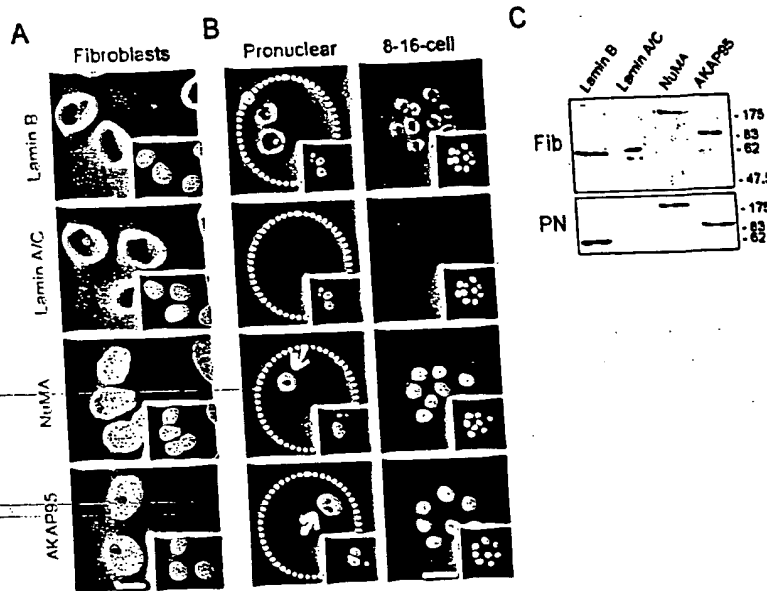 A
Fibroblasts
B
Pronuclear
8-16-cell
C
Lamin B
Lamin A/C
NuMA
AKAP95
Lamin B
Lamin A/C
NuMA
AKAP95
Fib
- 175
- 83
- 62
- 47.5
PN
- 175
- 83
- 62